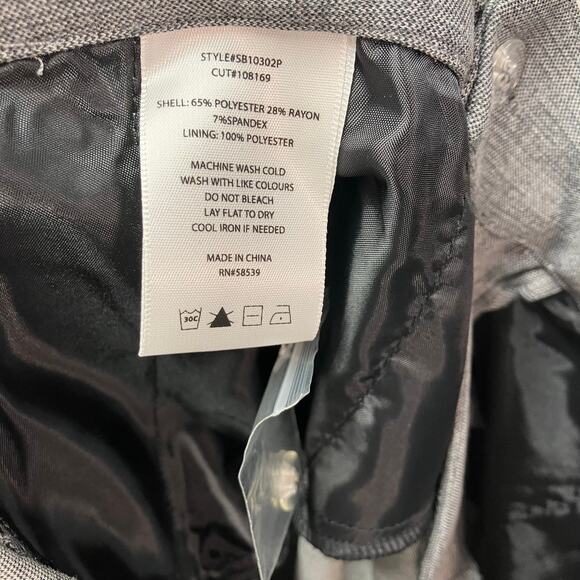 STYLE#SB10302P
CUT#108169
SHELL: 65% POLYESTER 28% RAYON
7%SPANDEX
LINING: 100% POLYESTER
MACHINE WASH COLD
WASH WITH LIKE COLOURS
DO NOT BLEACH
LAY FLAT TO DRY
COOL IRON IF NEEDED
MADE IN CHINA
RN#58539
30C